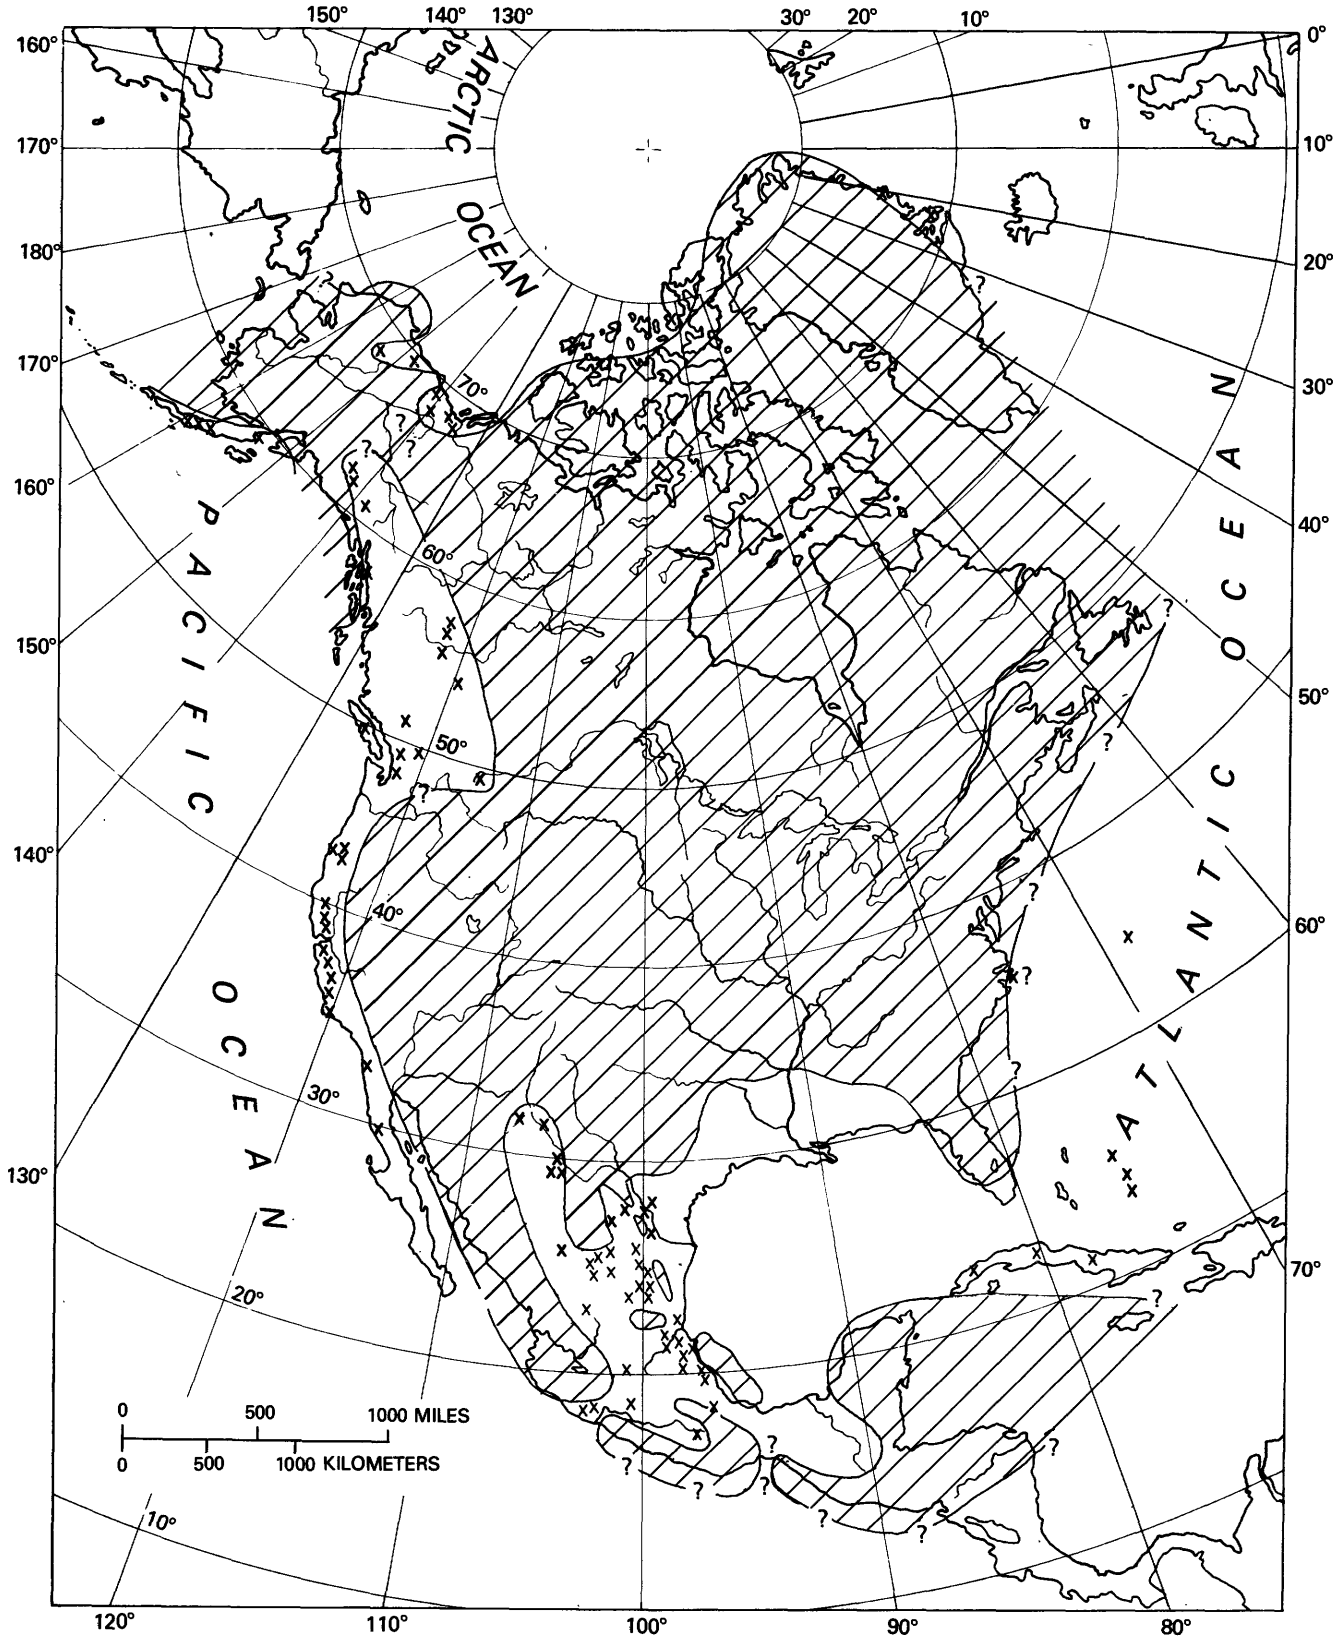 150° 140° 130° 30° 20° 10°
160° 0°
ARCTIC
170° 10°
OCEAN
180° 20°
?
?
170° 70° 30°
?
? ?
160° 40°
60° ?
150° 50°
50° ?
?
140° ?
40° 60°
?
30° ?
130°
20° ? 70°
0 500 1000 MILES
0 500 1000 KILOMETERS
? ?
? ? ?
10° ? ?
120° 110° 100° 90° 80°
PACIFIC
OCEAN
ATLANTIC OCEAN